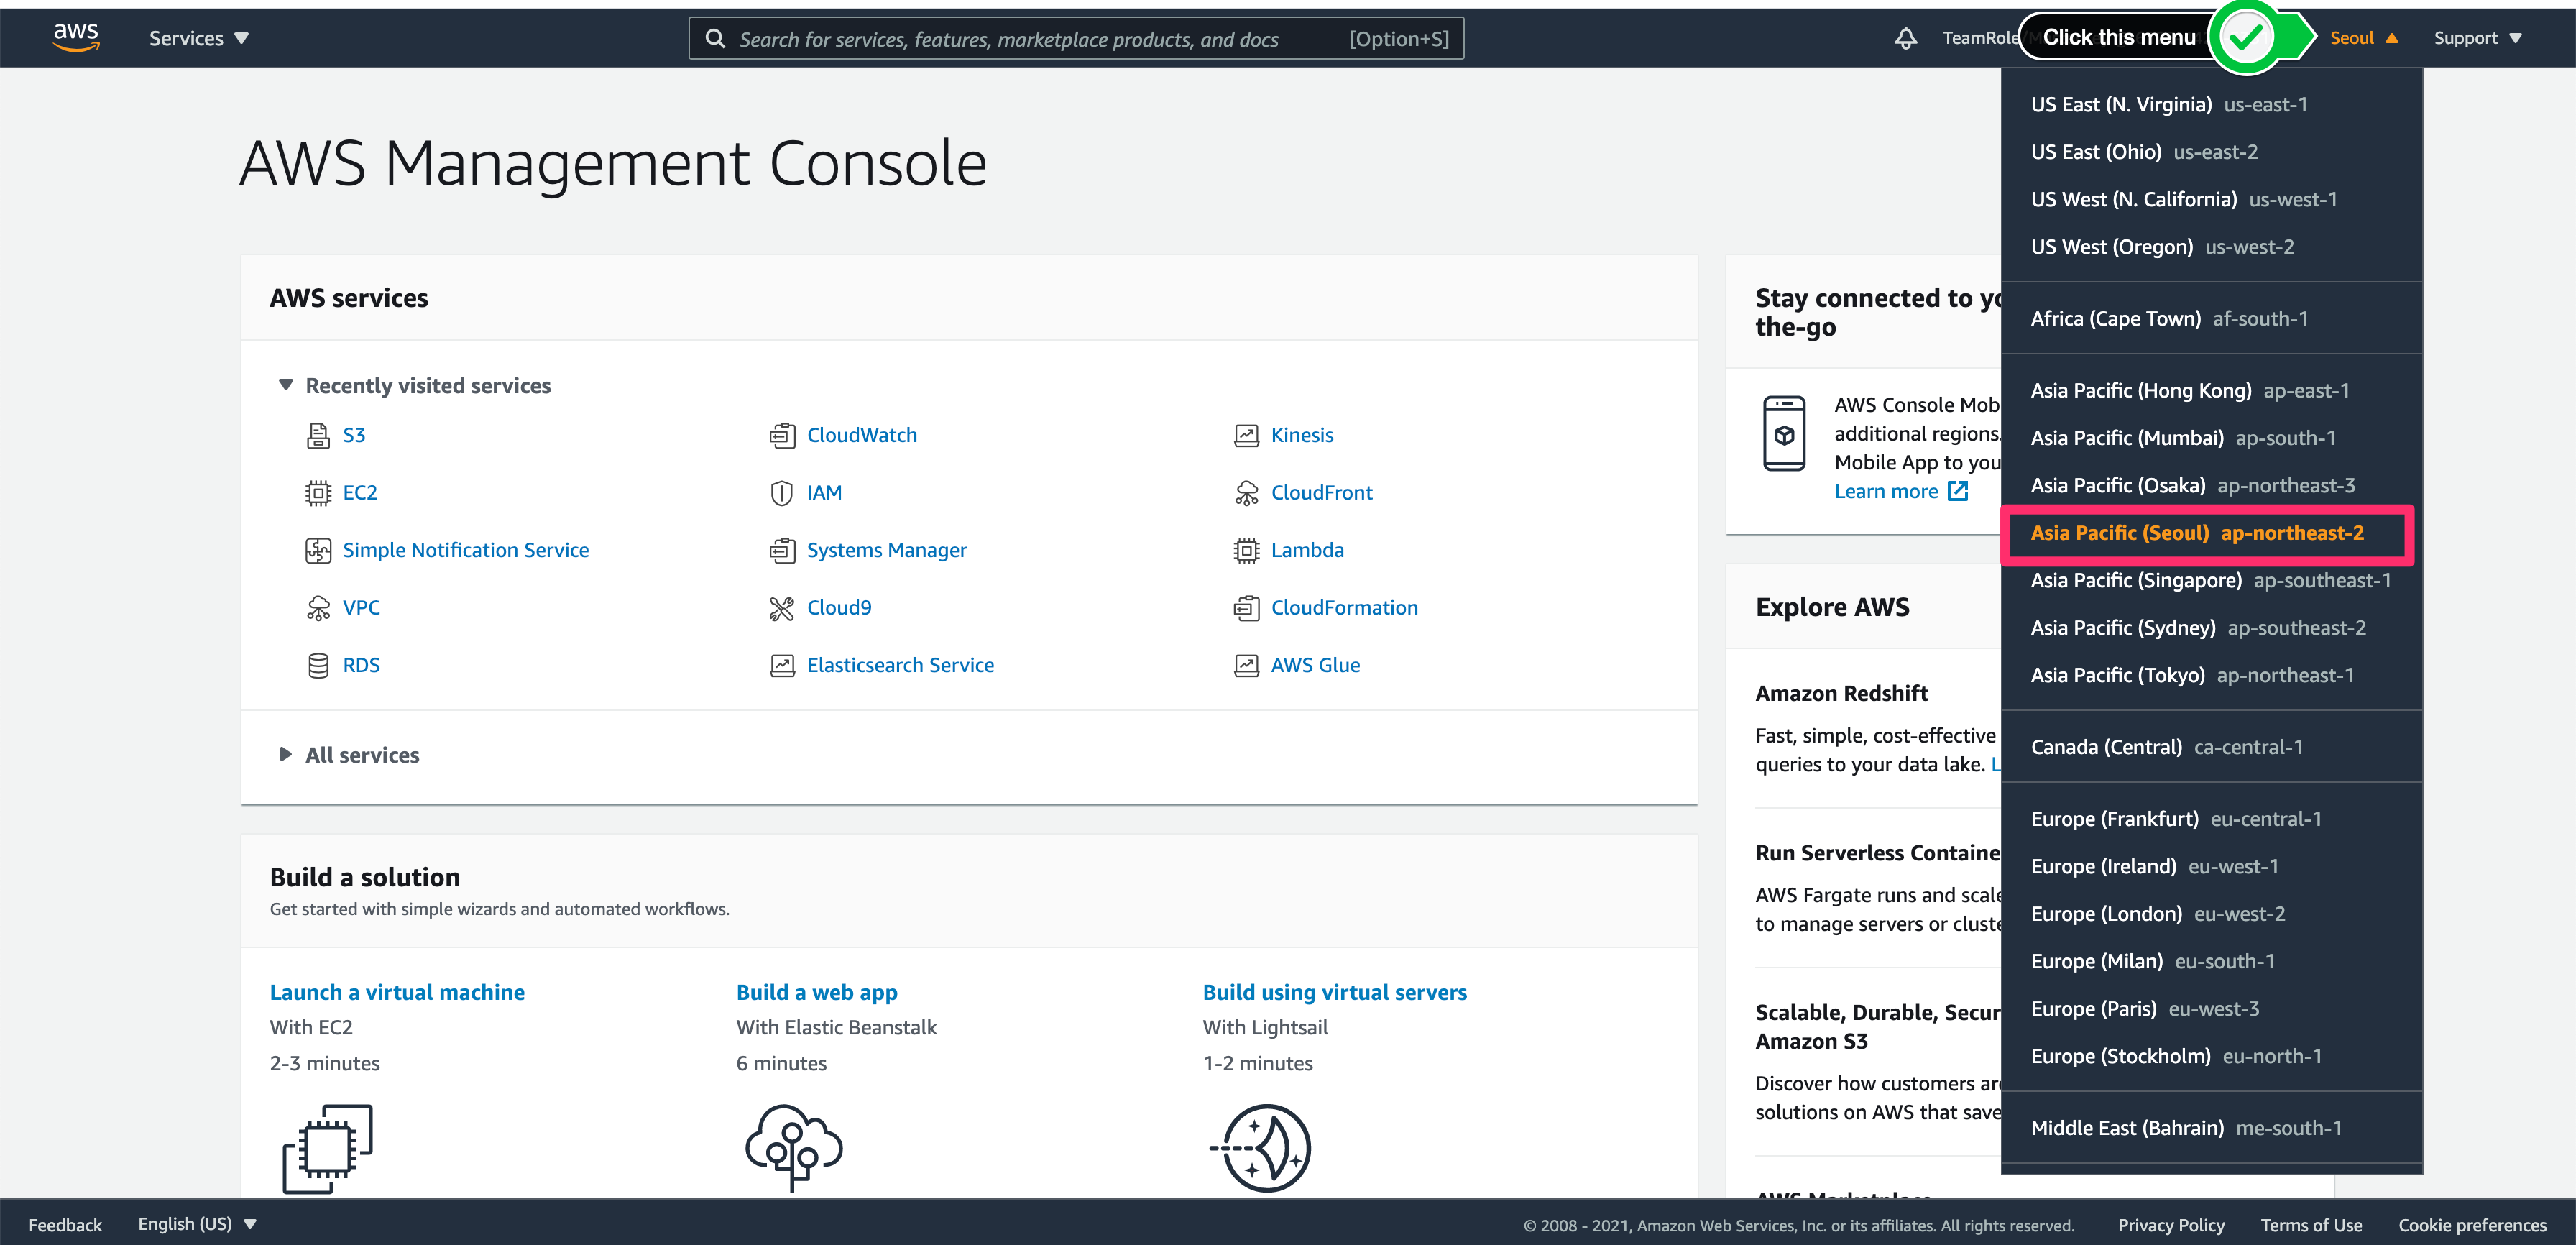 aws
Services
Search for services, features, marketplace products, and docs [Option+S]
TeamRole/
Click this menu
Seoul
Support
AWS Management Console
AWS services
Recently visited services
S3
CloudWatch
Kinesis
EC2
IAM
CloudFront
Simple Notification Service
Systems Manager
Lambda
VPC
Cloud9
CloudFormation
RDS
Elasticsearch Service
AWS Glue
All services
Build a solution
Get started with simple wizards and automated workflows.
Launch a virtual machine
With EC2
2-3 minutes
Build a web app
With Elastic Beanstalk
6 minutes
Build using virtual servers
With Lightsail
1-2 minutes
Stay connected to yo
the-go
AWS Console Mob
additional regions.
Mobile App to you
Learn more
Explore AWS
Amazon Redshift
Fast, simple, cost-effective
queries to your data lake. L
Run Serverless Containe
AWS Fargate runs and scale
to manage servers or cluste
Scalable, Durable, Secur
Amazon S3
Discover how customers are
solutions on AWS that save
AWS Marketplace
US East (N. Virginia) us-east-1
US East (Ohio) us-east-2
US West (N. California) us-west-1
US West (Oregon) us-west-2
Africa (Cape Town) af-south-1
Asia Pacific (Hong Kong) ap-east-1
Asia Pacific (Mumbai) ap-south-1
Asia Pacific (Osaka) ap-northeast-3
Asia Pacific (Seoul) ap-northeast-2
Asia Pacific (Singapore) ap-southeast-1
Asia Pacific (Sydney) ap-southeast-2
Asia Pacific (Tokyo) ap-northeast-1
Canada (Central) ca-central-1
Europe (Frankfurt) eu-central-1
Europe (Ireland) eu-west-1
Europe (London) eu-west-2
Europe (Milan) eu-south-1
Europe (Paris) eu-west-3
Europe (Stockholm) eu-north-1
Middle East (Bahrain) me-south-1
Feedback
English (US)
© 2008 - 2021, Amazon Web Services, Inc. or its affiliates. All rights reserved.
Privacy Policy
Terms of Use
Cookie preferences